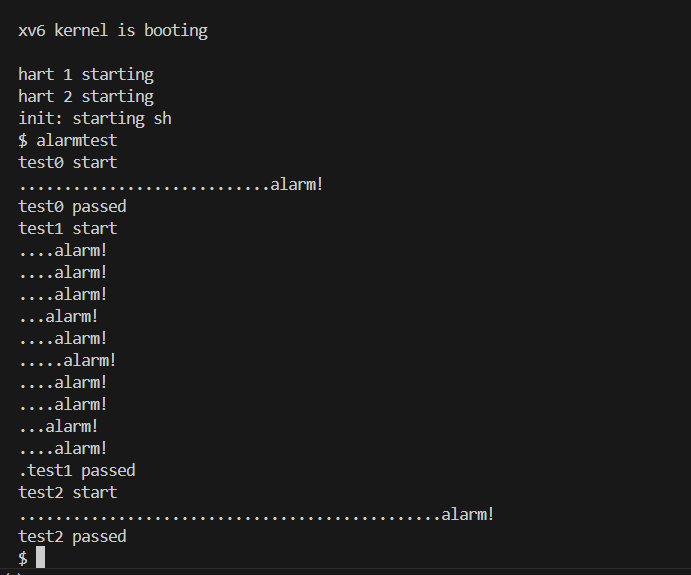 xv6 kernel is booting
hart 1 starting
hart 2 starting
init: starting sh
$ alarmtest
test0 start
............................alarm!
test0 passed
test1 start
....alarm!
....alarm!
....alarm!
...alarm!
....alarm!
.....alarm!
....alarm!
....alarm!
...alarm!
....alarm!
.test1 passed
test2 start
...............................................alarm!
test2 passed
$